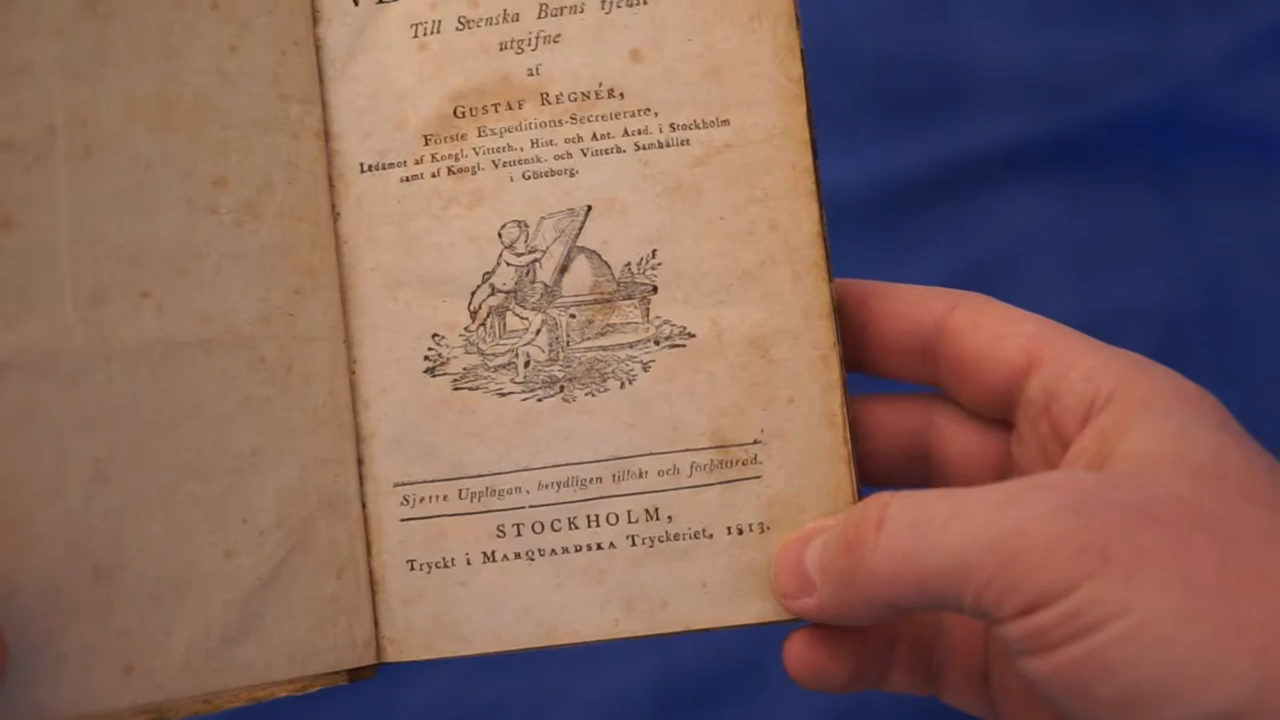 Till Svenska Barns tjenst
utgifne
af
GUSTAF REGNÉR,
Förste Expeditions-Secreterare,
Ledamot af Kongl. Vitterh., Hist. och Ant. Acad. i Stockholm
samt af Kongl. Vettensk. och Vitterh. Samhället
i Göteborg.
Sjette Upplagan, betydligen tillökt och förbättrad.
STOCKHOLM,
Tryckt i MARQUARDSKA Tryckeriet, 1813.